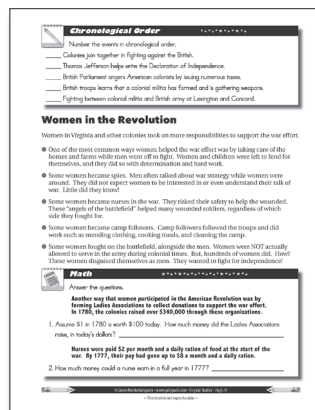 Chronological Order
Number the events in chronological order.
_____ Colonies join together in fighting against the British.
_____ Thomas Jefferson helps write the Declaration of Independence.
_____ British Parliament angers American colonists by issuing numerous taxes.
_____ British troops learn that a colonial militia has formed and is gathering weapons.
_____ Fighting between colonial militia and British army at Lexington and Concord.
Women in the Revolution
Women in Virginia and other colonies took on more responsibilities to support the war effort.
● One of the most common ways women helped the war effort was by taking care of the
homes and farms while men went off to fight. Women and children were left to fend for
themselves, and they did so with determination and hard work.
● Some women became spies. Men often talked about war strategy while women were
around. They did not expect women to be interested in or even understand their talk of
war. Little did they know!
● Some women became nurses in the war. They risked their safety to help the wounded.
These "angels of the battlefield" helped many wounded soldiers, regardless of which
side they fought for.
● Some women became camp followers. Camp followers followed the troops and did
work such as mending clothing, cooking meals, and cleaning the camp.
● Some women fought on the battlefield, alongside the men. Women were NOT actually
allowed to serve in the army during colonial times. But, hundreds of women did. How?
These women disguised themselves as men. They wanted to fight for independence!
Math
Answer the questions.
Another way that women participated in the American Revolution was by
forming Ladies Associations to collect donations to support the war effort.
In 1780, the colonies raised over $340,000 through these organizations.
1. Assume $1 in 1780 is worth $100 today. How much money did the Ladies Associations
raise, in today's dollars? _____
Nurses were paid $2 per month and a daily ration of food at the start of the
war. By 1777, their pay had gone up to $8 a month and a daily ration.
2. How much money could a nurse earn in a full year in 1777? _____